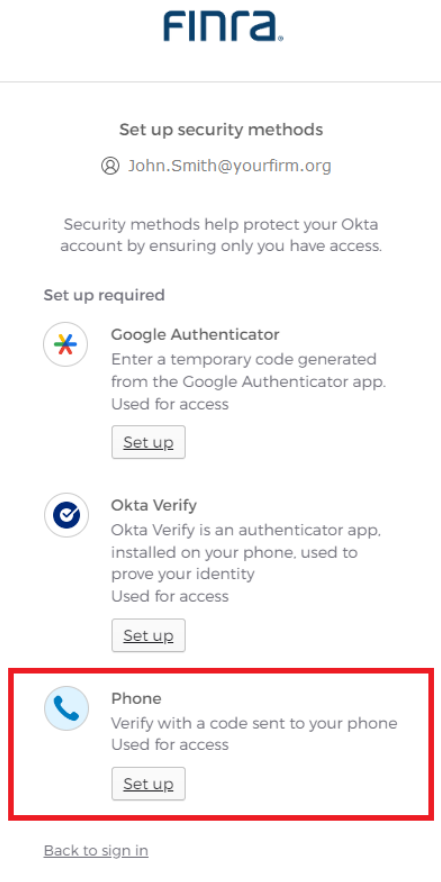 FINra.
Set up security methods
John.Smith@yourfirm.org
Security methods help protect your Okta
account by ensuring only you have access.
Set up required
Google Authenticator
Enter a temporary code generated
from the Google Authenticator app.
Used for access
Set up
Okta Verify
Okta Verify is an authenticator app,
installed on your phone, used to
prove your identity
Used for access
Set up
Phone
Verify with a code sent to your phone
Used for access
Set up
Back to sign in